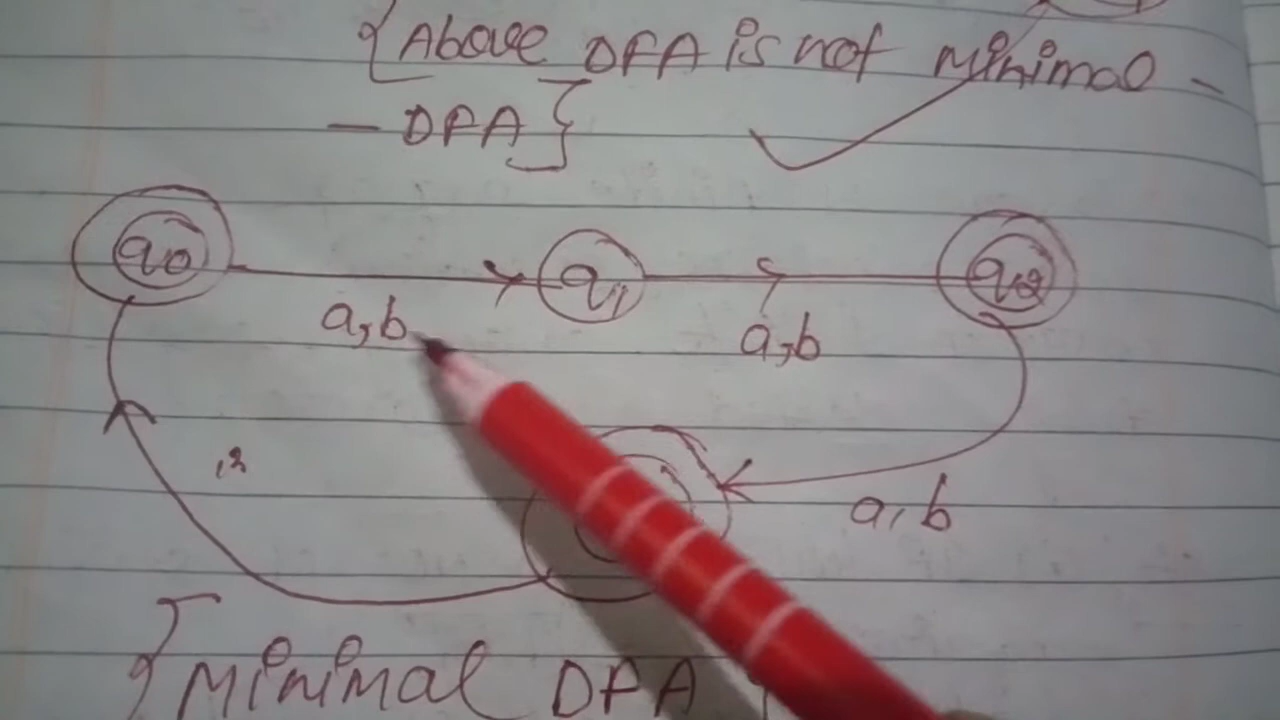 {Above DFA is not Minimal -
- DFA}
q0 q1 q2
a,b a,b
a,b
{Minimal DFA